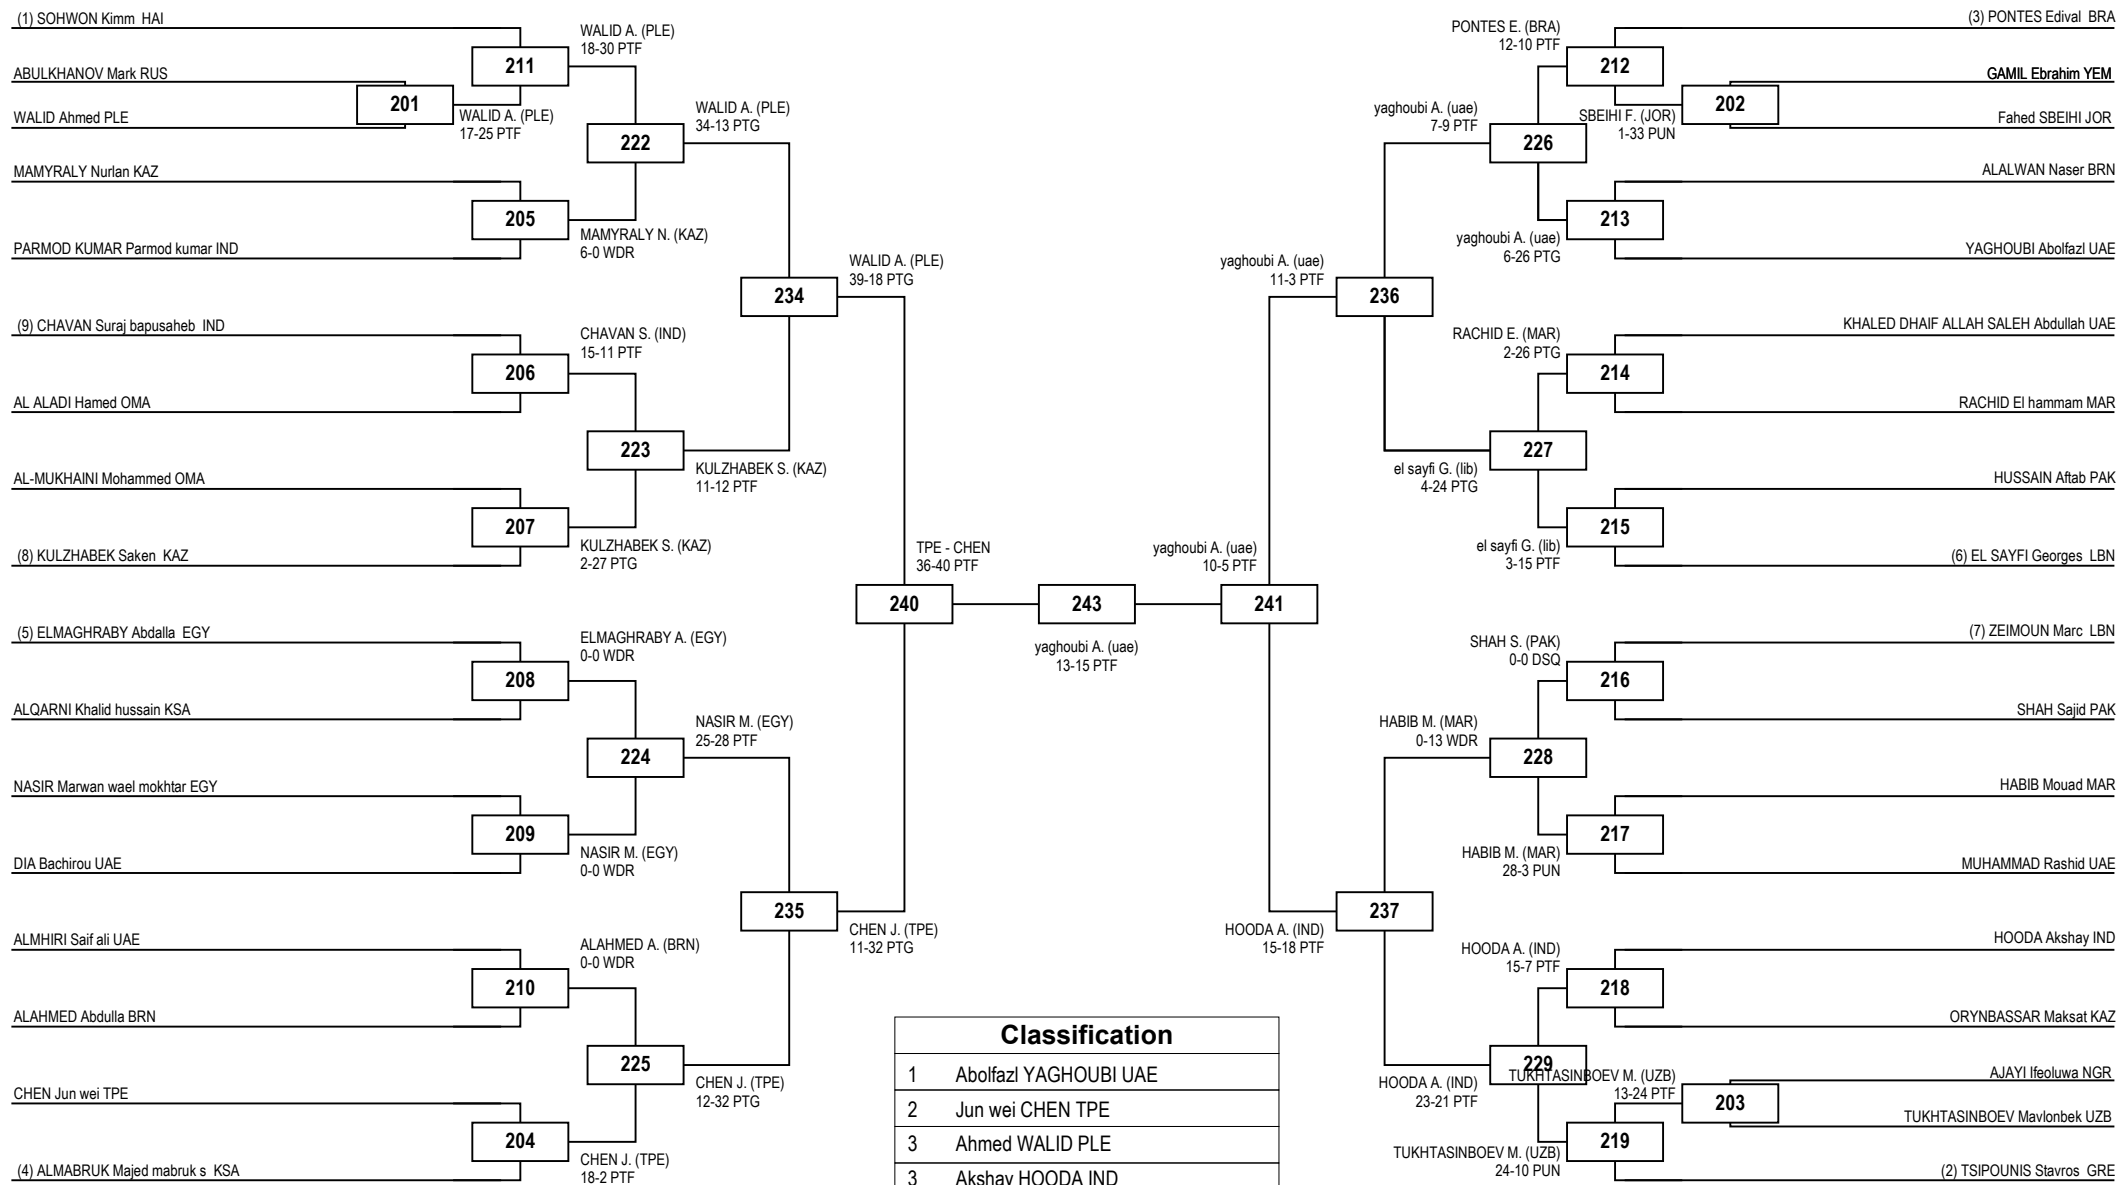 (1) SOHWON Kimm  HAI
ABULKHANOV Mark RUS
WALID Ahmed PLE
MAMYRALY Nurlan KAZ
PARMOD KUMAR Parmod kumar IND
(9) CHAVAN Suraj bapusaheb  IND
AL ALADI Hamed OMA
AL-MUKHAINI Mohammed OMA
(8) KULZHABEK Saken  KAZ
(5) ELMAGHRABY Abdalla  EGY
ALQARNI Khalid hussain KSA
NASIR Marwan wael mokhtar EGY
DIA Bachirou UAE
ALMHIRI Saif ali UAE
ALAHMED Abdulla BRN
CHEN Jun wei TPE
(4) ALMABRUK Majed mabruk s  KSA
201
WALID A. (PLE)
17-25 PTF
211
WALID A. (PLE)
18-30 PTF
205
MAMYRALY N. (KAZ)
6-0 WDR
206
CHAVAN S. (IND)
15-11 PTF
207
KULZHABEK S. (KAZ)
2-27 PTG
208
ELMAGHRABY A. (EGY)
0-0 WDR
209
NASIR M. (EGY)
0-0 WDR
210
ALAHMED A. (BRN)
0-0 WDR
204
CHEN J. (TPE)
18-2 PTF
222
WALID A. (PLE)
34-13 PTG
223
KULZHABEK S. (KAZ)
11-12 PTF
224
NASIR M. (EGY)
25-28 PTF
225
CHEN J. (TPE)
12-32 PTG
234
WALID A. (PLE)
39-18 PTG
235
CHEN J. (TPE)
11-32 PTG
240
TPE - CHEN
36-40 PTF
243
yaghoubi A. (uae)
13-15 PTF
241
yaghoubi A. (uae)
10-5 PTF
236
yaghoubi A. (uae)
11-3 PTF
237
HOODA A. (IND)
15-18 PTF
226
yaghoubi A. (uae)
7-9 PTF
227
el sayfi G. (lib)
4-24 PTG
228
HABIB M. (MAR)
0-13 WDR
229
HOODA A. (IND)
23-21 PTF
212
PONTES E. (BRA)
12-10 PTF
202
SBEIHI F. (JOR)
1-33 PUN
213
yaghoubi A. (uae)
6-26 PTG
214
RACHID E. (MAR)
2-26 PTG
215
el sayfi G. (lib)
3-15 PTF
216
SHAH S. (PAK)
0-0 DSQ
217
HABIB M. (MAR)
28-3 PUN
218
HOODA A. (IND)
15-7 PTF
203
TUKHTASINBOEV M. (UZB)
13-24 PTF
219
TUKHTASINBOEV M. (UZB)
24-10 PUN
(3) PONTES Edival  BRA
GAMIL Ebrahim YEM
Fahed SBEIHI JOR
ALALWAN Naser BRN
YAGHOUBI Abolfazl UAE
KHALED DHAIF ALLAH SALEH Abdullah UAE
RACHID El hammam MAR
HUSSAIN Aftab PAK
(6) EL SAYFI Georges  LBN
(7) ZEIMOUN Marc  LBN
SHAH Sajid PAK
HABIB Mouad MAR
MUHAMMAD Rashid UAE
HOODA Akshay IND
ORYNBASSAR Maksat KAZ
AJAYI Ifeoluwa NGR
TUKHTASINBOEV Mavlonbek UZB
(2) TSIPOUNIS Stavros  GRE
Classification
1 Abolfazl YAGHOUBI UAE
2 Jun wei CHEN TPE
3 Ahmed WALID PLE
3 Akshay HOODA IND